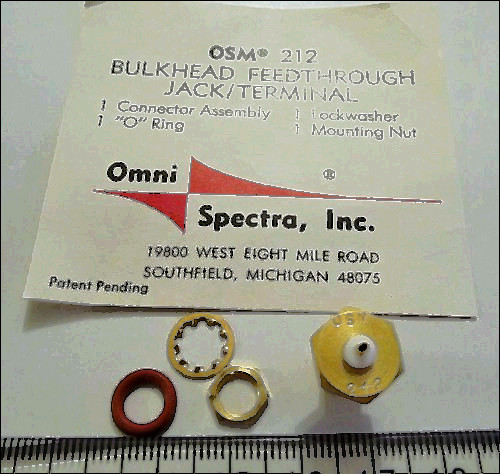 OSM® 212
BULKHEAD FEEDTHROUGH
JACK/TERMINAL
1 Connector Assembly 1 Lockwasher
1 "O" Ring 1 Mounting Nut
Omni ®
Spectra, Inc.
19800 WEST EIGHT MILE ROAD
SOUTHFIELD, MICHIGAN 48075
Patent Pending
OSM
212